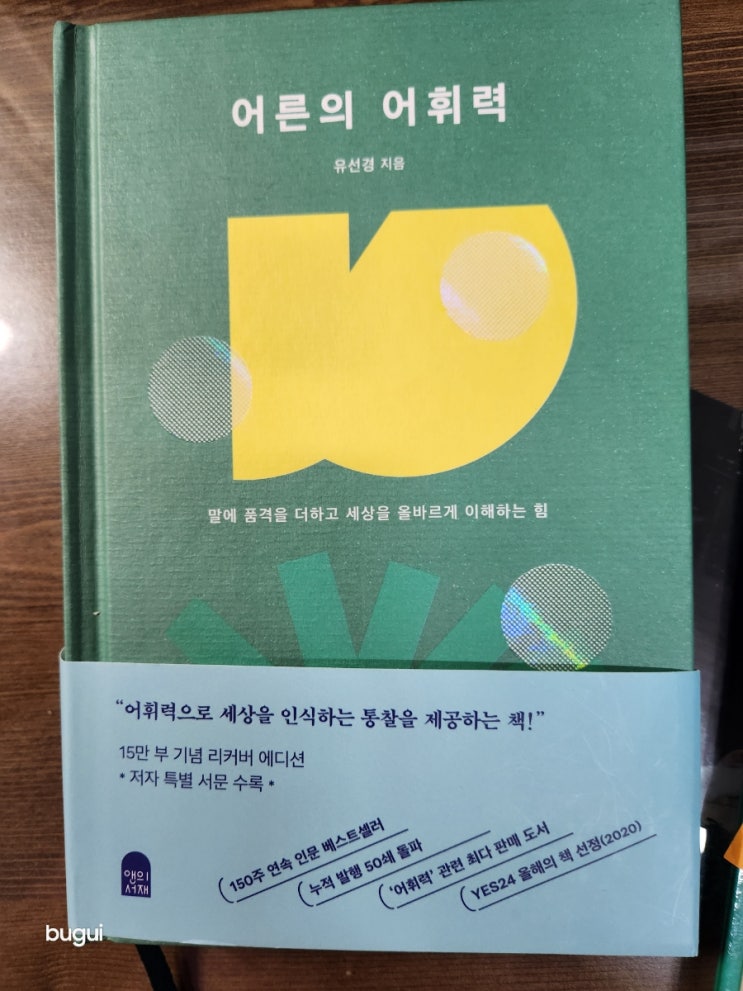 어른의 어휘력
유선경 지음
말에 품격을 더하고 세상을 올바르게 이해하는 힘
“어휘력으로 세상을 인식하는 통찰을 제공하는 책!”
15만 부 기념 리커버 에디션
* 저자 특별 서문 수록 *
150주 연속 인문 베스트셀러
누적 발행 50쇄 돌파
‘어휘력’ 관련 최다 판매 도서
YES24 올해의 책 선정(2020)
앤의
서재
bugui